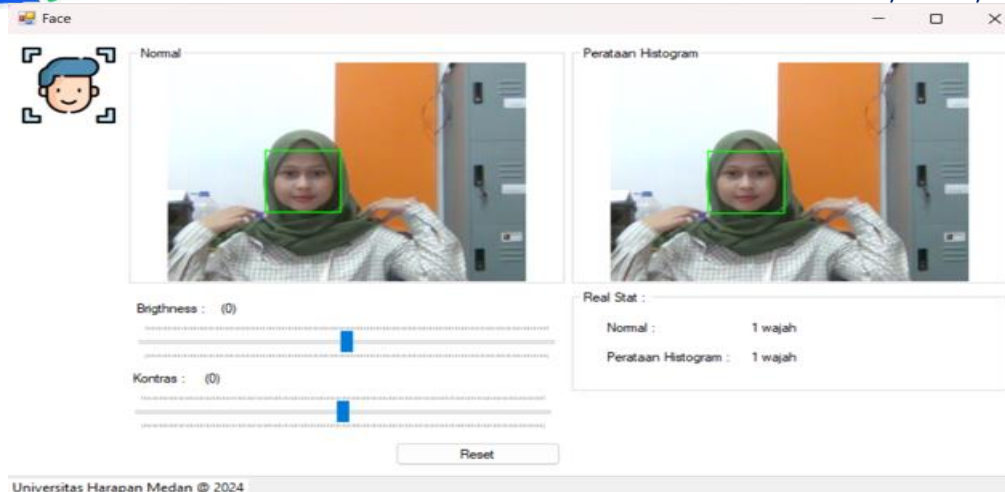 Face
Normal
Perataan Histogram
Brigthness : (0)
Kontras : (0)
Reset
Real Stat :
Normal : 1 wajah
Perataan Histogram : 1 wajah
Universitas Harapan Medan @ 2024